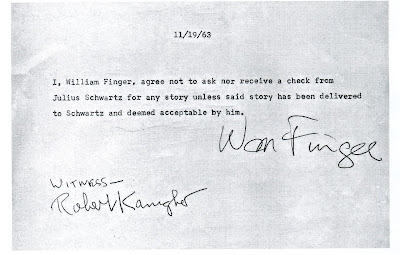 11/19/63
I, William Finger, agree not to ask nor receive a check from
Julius Schwartz for any story unless said story has been delivered
to Schwartz and deemed acceptable by him.
Wm Finger
WITNESS—
Robert Kanigher